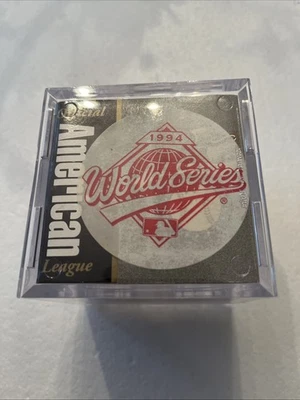 Official
American
League
1994
World Series
®